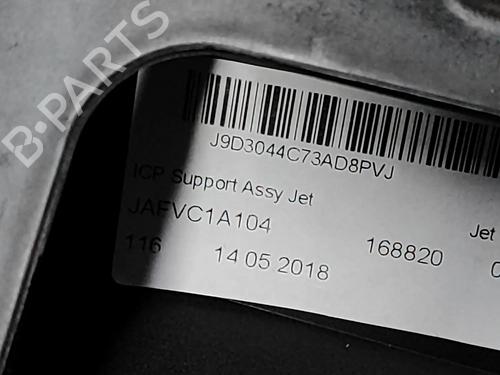 B-PARTS
J9D3044C73AD8PVJ
ICP Support Assy Jet
Jet
JAFVC1A104
168820
116
14 05 2018